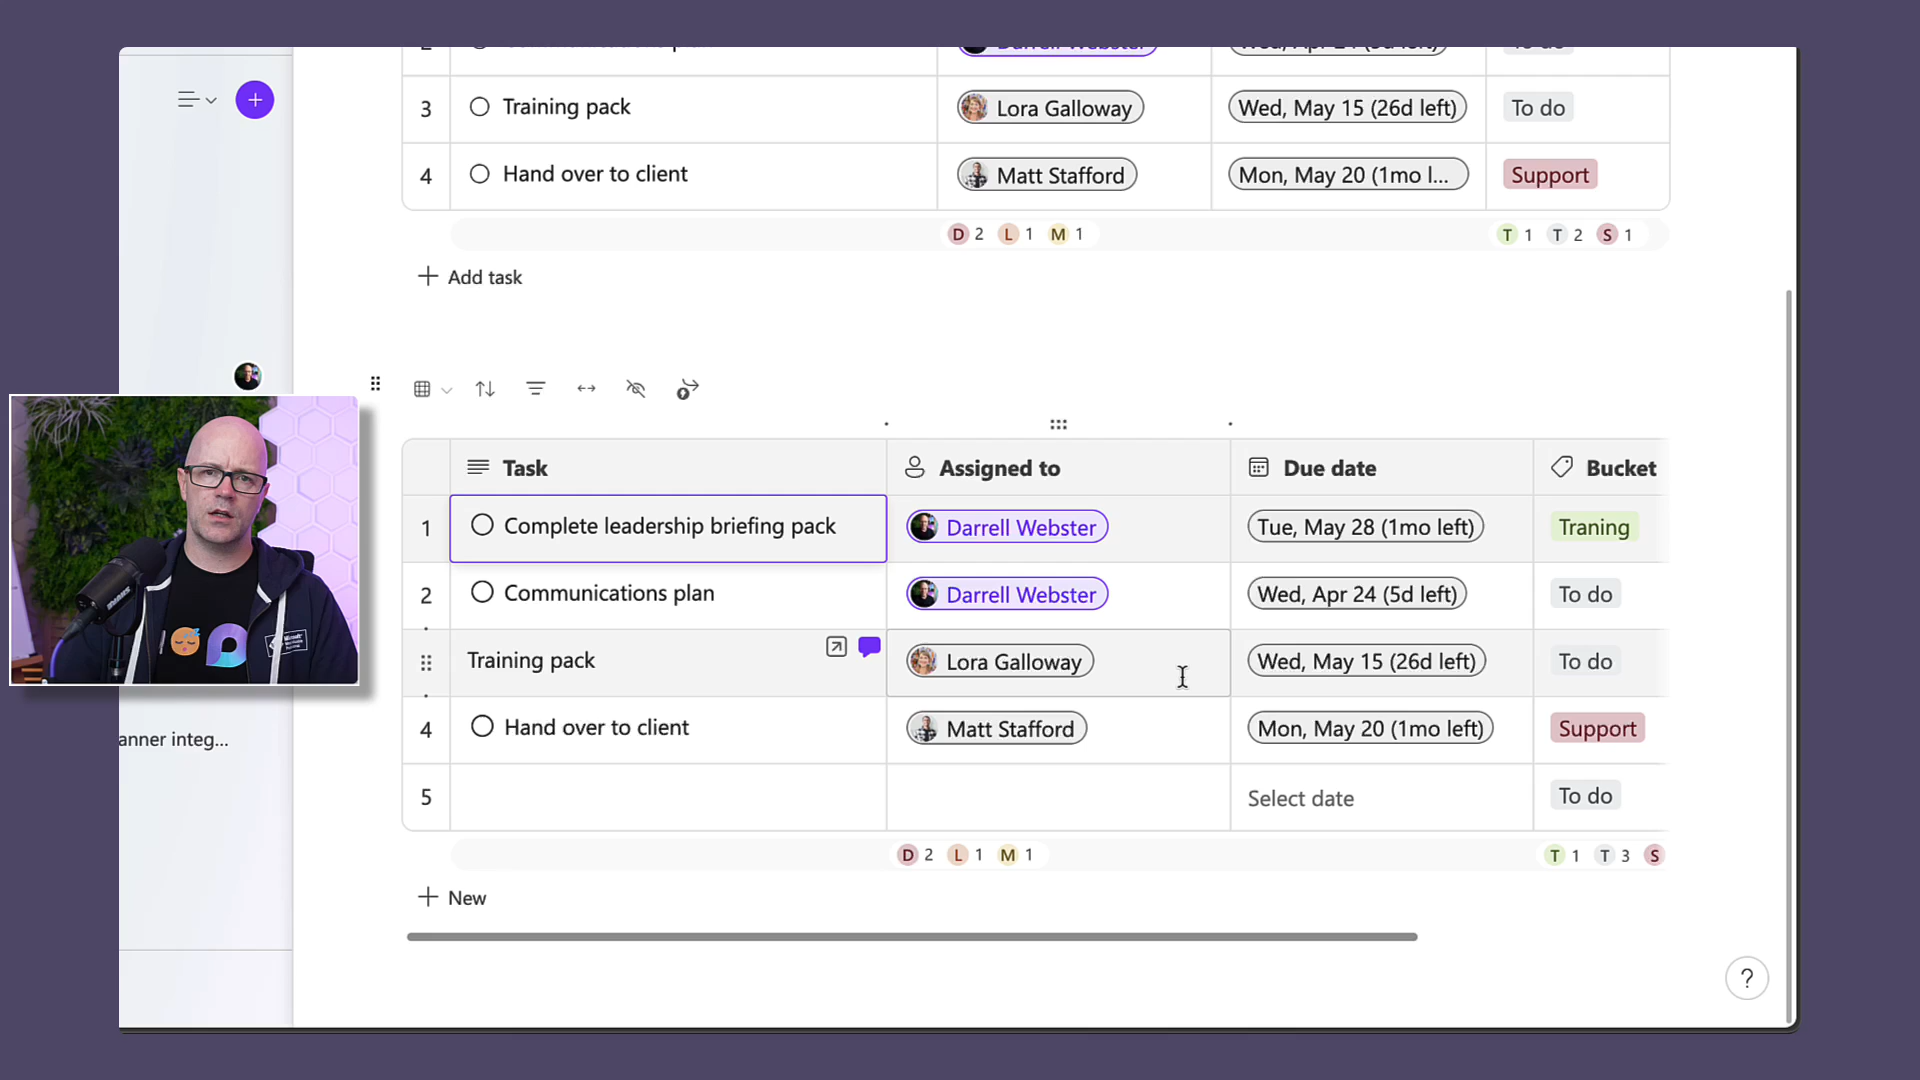 3 Training pack Lora Galloway Wed, May 15 (26d left) To do
4 Hand over to client Matt Stafford Mon, May 20 (1mo l... Support
D 2 L 1 M 1 T 1 T 2 S 1
Add task
Task Assigned to Due date Bucket
1 Complete leadership briefing pack Darrell Webster Tue, May 28 (1mo left) Traning
2 Communications plan Darrell Webster Wed, Apr 24 (5d left) To do
Training pack Lora Galloway Wed, May 15 (26d left) To do
4 Hand over to client Matt Stafford Mon, May 20 (1mo left) Support
anner integ...
5 Select date To do
D 2 L 1 M 1 T 1 T 3 S
New
?